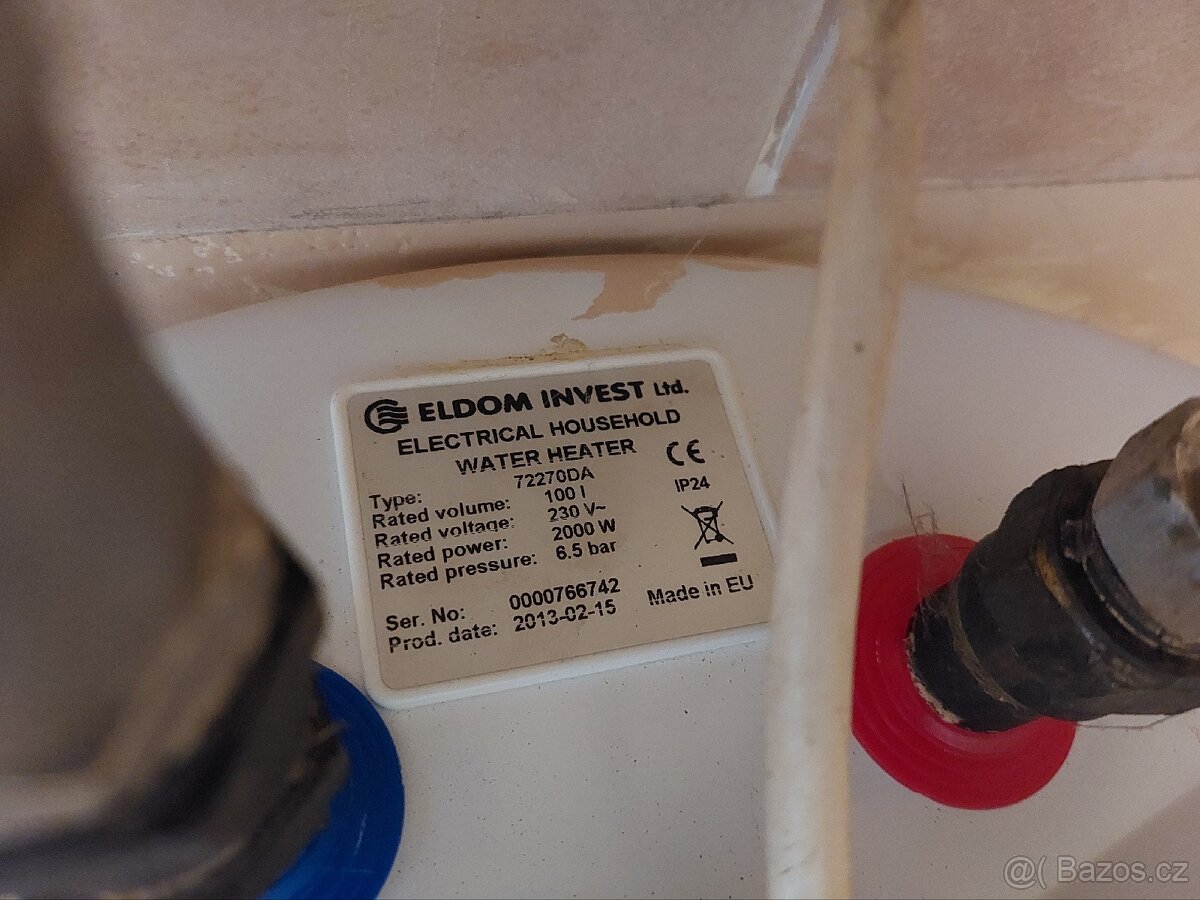 ELDOM INVEST Ltd.
ELECTRICAL HOUSEHOLD
WATER HEATER
CE
Type: 72270DA
IP24
Rated volume: 100 l
Rated voltage: 230 V~
Rated power: 2000 W
Rated pressure: 6.5 bar
Ser. No: 0000766742
Made in EU
Prod. date: 2013-02-15
@( Bazos.cz